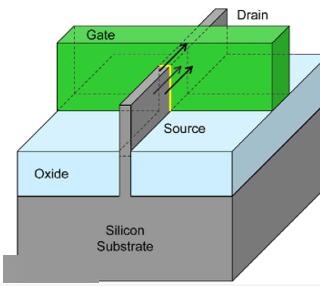 Drain
Gate
Source
Oxide
Silicon
Substrate